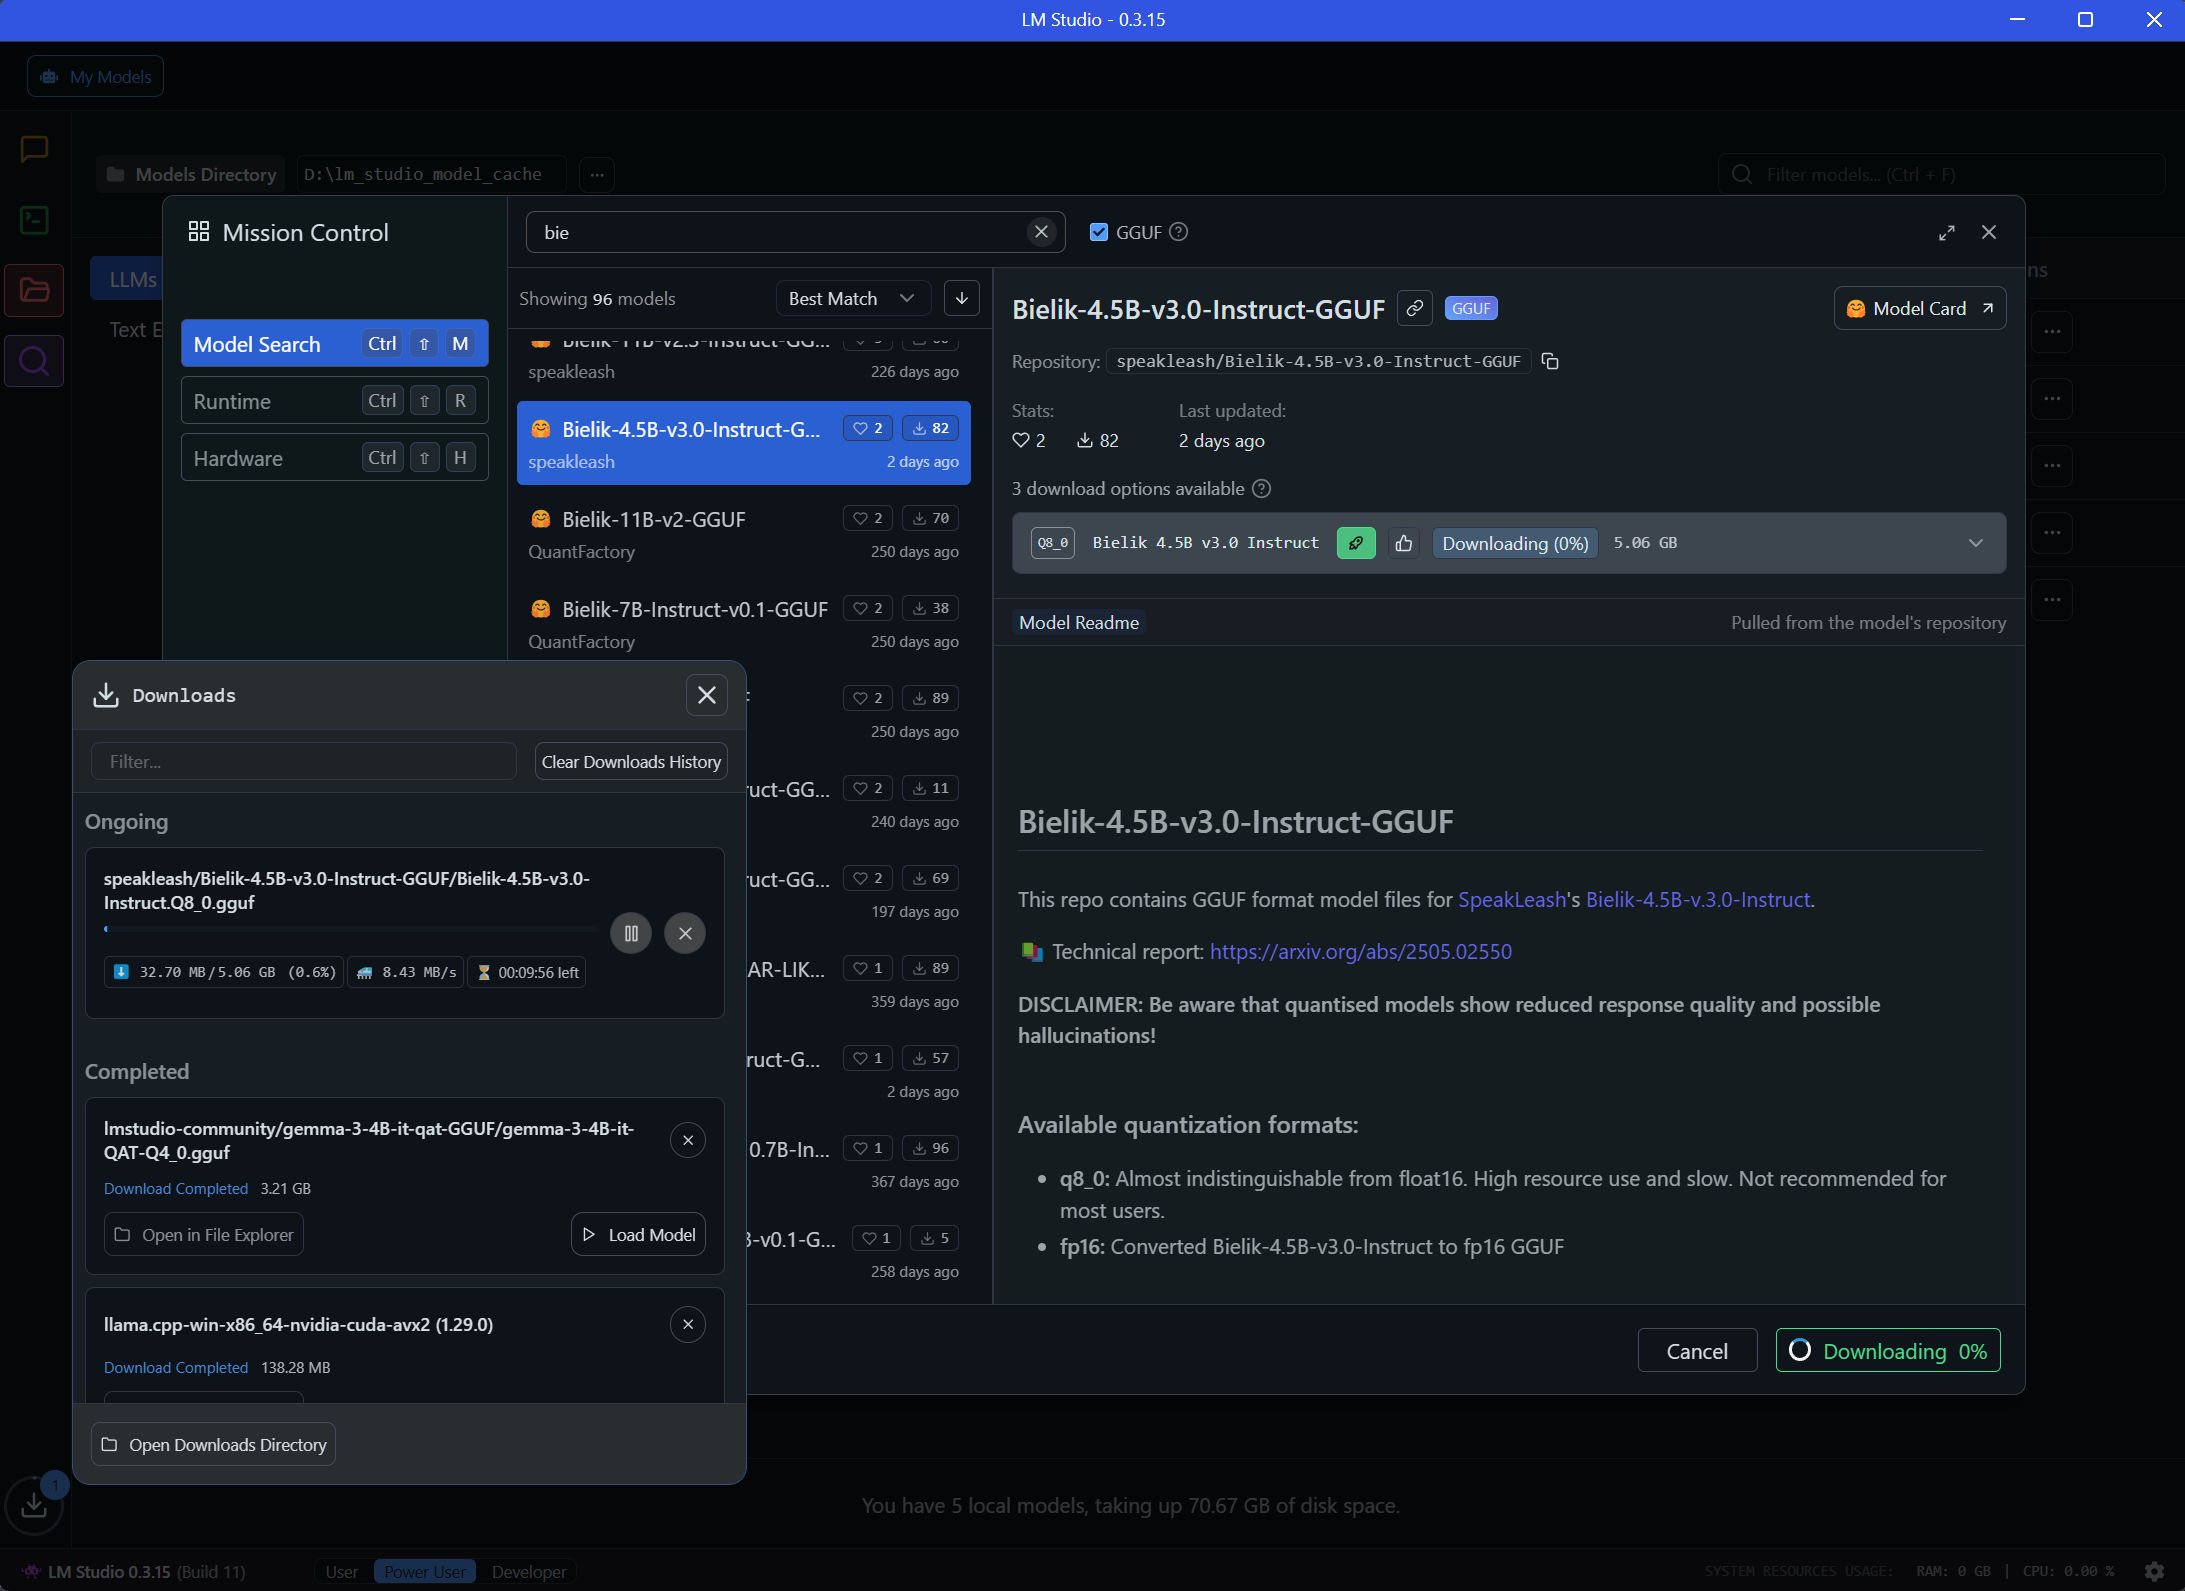 LM Studio - 0.3.15
My Models
Models Directory D:\lm_studio_model_cache ...
Filter models... (Ctrl + F)
LLMs
Text E
ns
Mission Control
Model Search Ctrl ⇧ M
Runtime Ctrl ⇧ R
Hardware Ctrl ⇧ H
bie
GGUF
Showing 96 models
Best Match
Bielik-11B-v2.3-Instruct-GG...
speakleash 226 days ago
Bielik-4.5B-v3.0-Instruct-G... 2 82
speakleash 2 days ago
Bielik-11B-v2-GGUF 2 70
QuantFactory 250 days ago
Bielik-7B-Instruct-v0.1-GGUF 2 38
QuantFactory 250 days ago
2 89
250 days ago
uct-GG... 2 11
240 days ago
uct-GG... 2 69
197 days ago
AR-LIK... 1 89
359 days ago
ruct-G... 1 57
2 days ago
0.7B-In... 1 96
367 days ago
-v0.1-G... 1 5
258 days ago
Bielik-4.5B-v3.0-Instruct-GGUF GGUF
Model Card
Repository: speakleash/Bielik-4.5B-v3.0-Instruct-GGUF
Stats: Last updated:
2 82 2 days ago
3 download options available
Q8_0 Bielik 4.5B v3.0 Instruct Downloading (0%) 5.06 GB
Model Readme Pulled from the model's repository
Bielik-4.5B-v3.0-Instruct-GGUF
This repo contains GGUF format model files for SpeakLeash's Bielik-4.5B-v.3.0-Instruct.
Technical report: https://arxiv.org/abs/2505.02550
DISCLAIMER: Be aware that quantised models show reduced response quality and possible
hallucinations!
Available quantization formats:
• q8_0: Almost indistinguishable from float16. High resource use and slow. Not recommended for
most users.
• fp16: Converted Bielik-4.5B-v3.0-Instruct to fp16 GGUF
Cancel
Downloading 0%
Downloads
Filter...
Clear Downloads History
Ongoing
speakleash/Bielik-4.5B-v3.0-Instruct-GGUF/Bielik-4.5B-v3.0-
Instruct.Q8_0.gguf
32.70 MB/5.06 GB (0.6%) 8.43 MB/s 00:09:56 left
Completed
lmstudio-community/gemma-3-4B-it-qat-GGUF/gemma-3-4B-it-
QAT-Q4_0.gguf
Download Completed 3.21 GB
Open in File Explorer
Load Model
llama.cpp-win-x86_64-nvidia-cuda-avx2 (1.29.0)
Download Completed 138.28 MB
Open Downloads Directory
1
You have 5 local models, taking up 70.67 GB of disk space.
LM Studio 0.3.15 (Build 11)
User Power User Developer
SYSTEM RESOURCES USAGE: RAM: 0 GB | CPU: 0.00 %